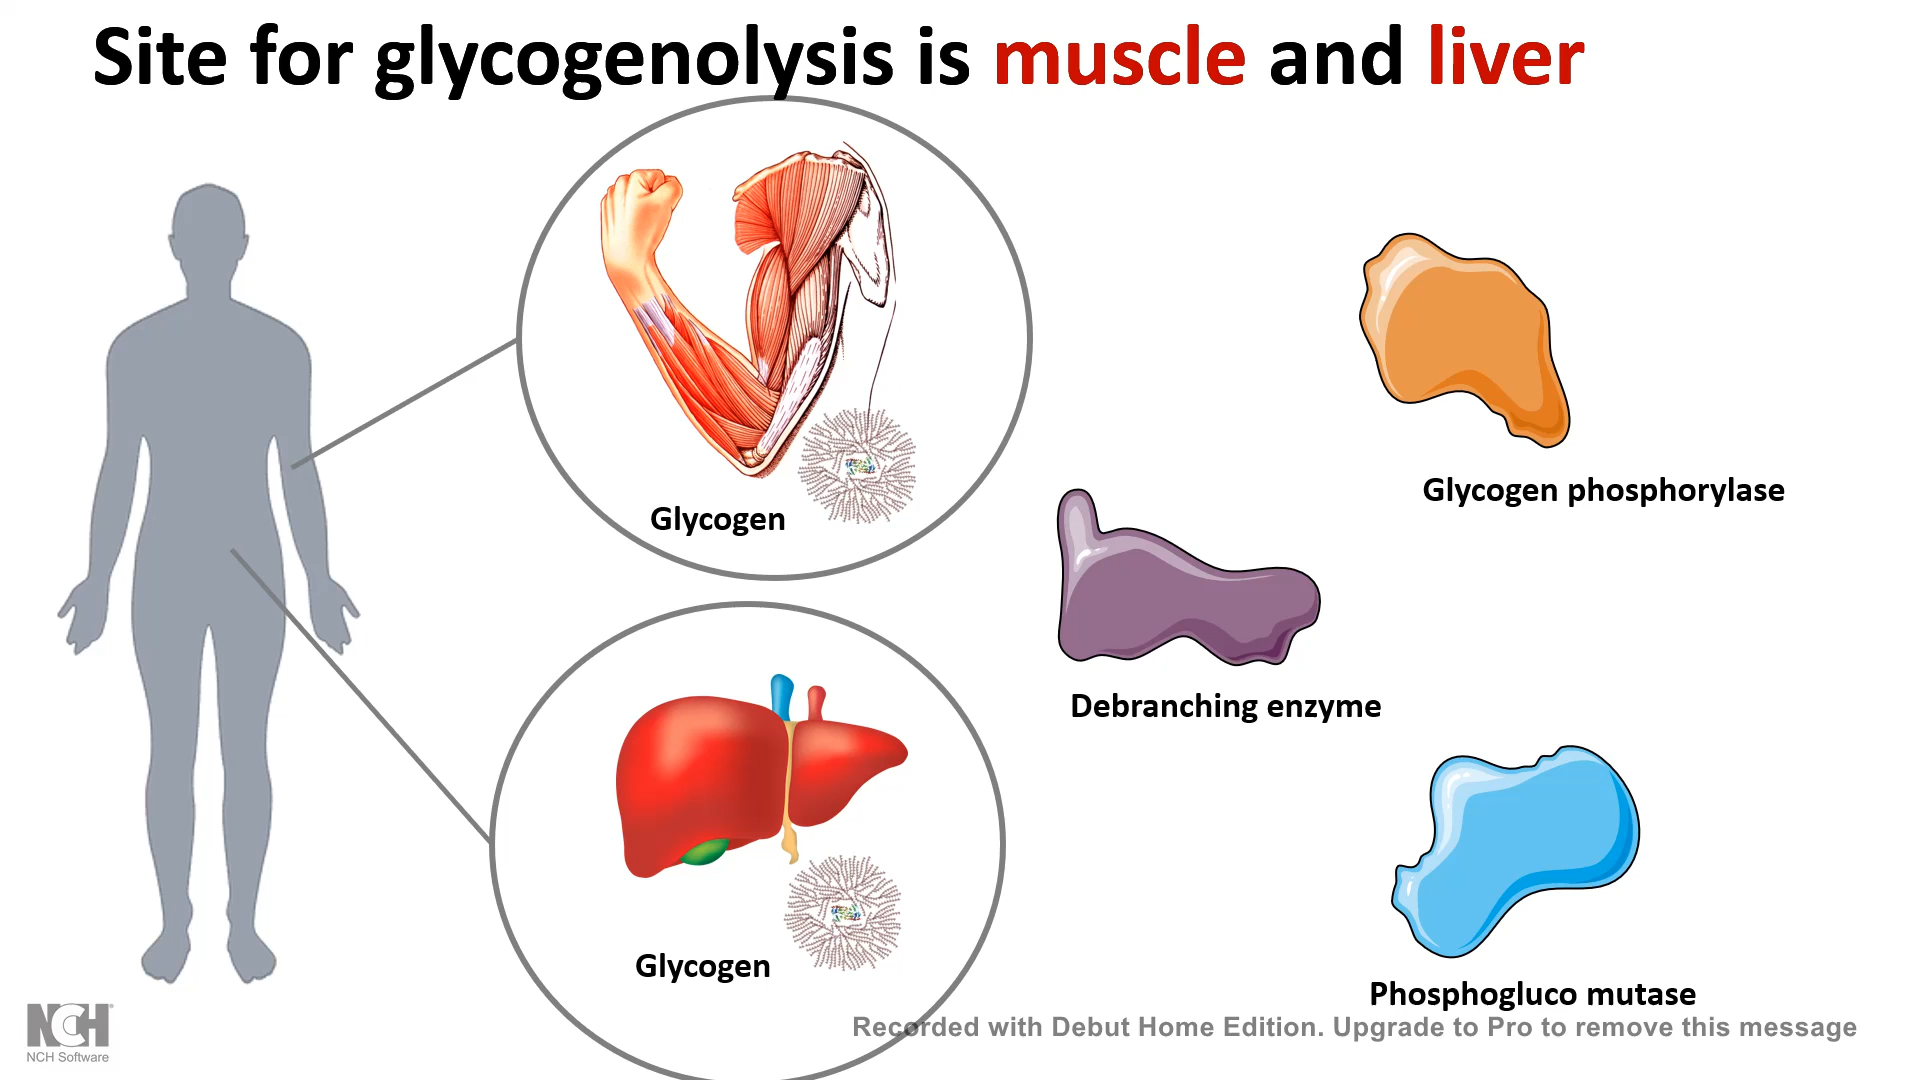 Site for glycogenolysis is muscle and liver
Glycogen
Glycogen phosphorylase
Debranching enzyme
Glycogen
Phosphogluco mutase
NCH
NCH Software
Recorded with Debut Home Edition. Upgrade to Pro to remove this message